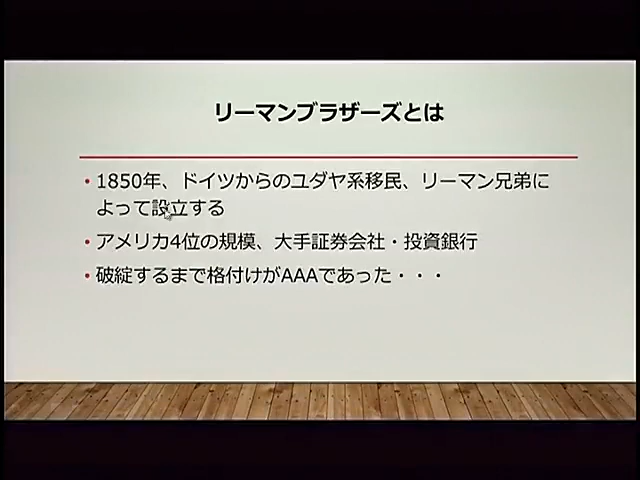 リーマンブラザーズとは
・1850年、ドイツからのユダヤ系移民、リーマン兄弟に
よって設立する
・アメリカ4位の規模、大手証券会社・投資銀行
・破綻するまで格付けがAAAであった・・・